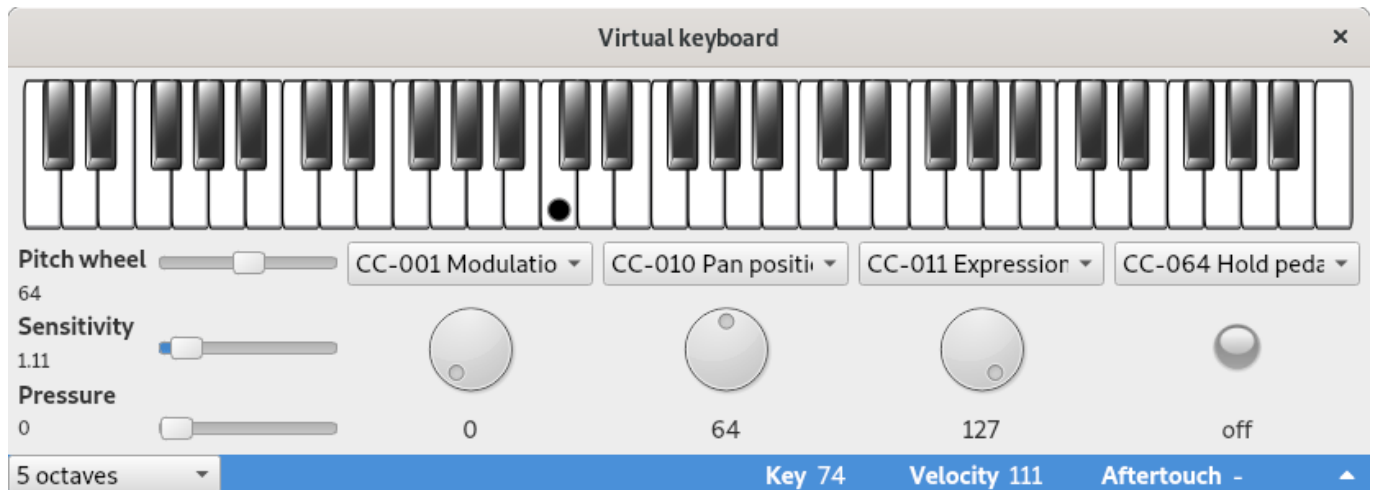 Virtual keyboard ×
Pitch wheel CC-001 Modulatio CC-010 Pan positi CC-011 Expression CC-064 Hold peda
64
Sensitivity
1.11
Pressure
0 0 64 127 off
5 octaves Key 74 Velocity 111 Aftertouch -